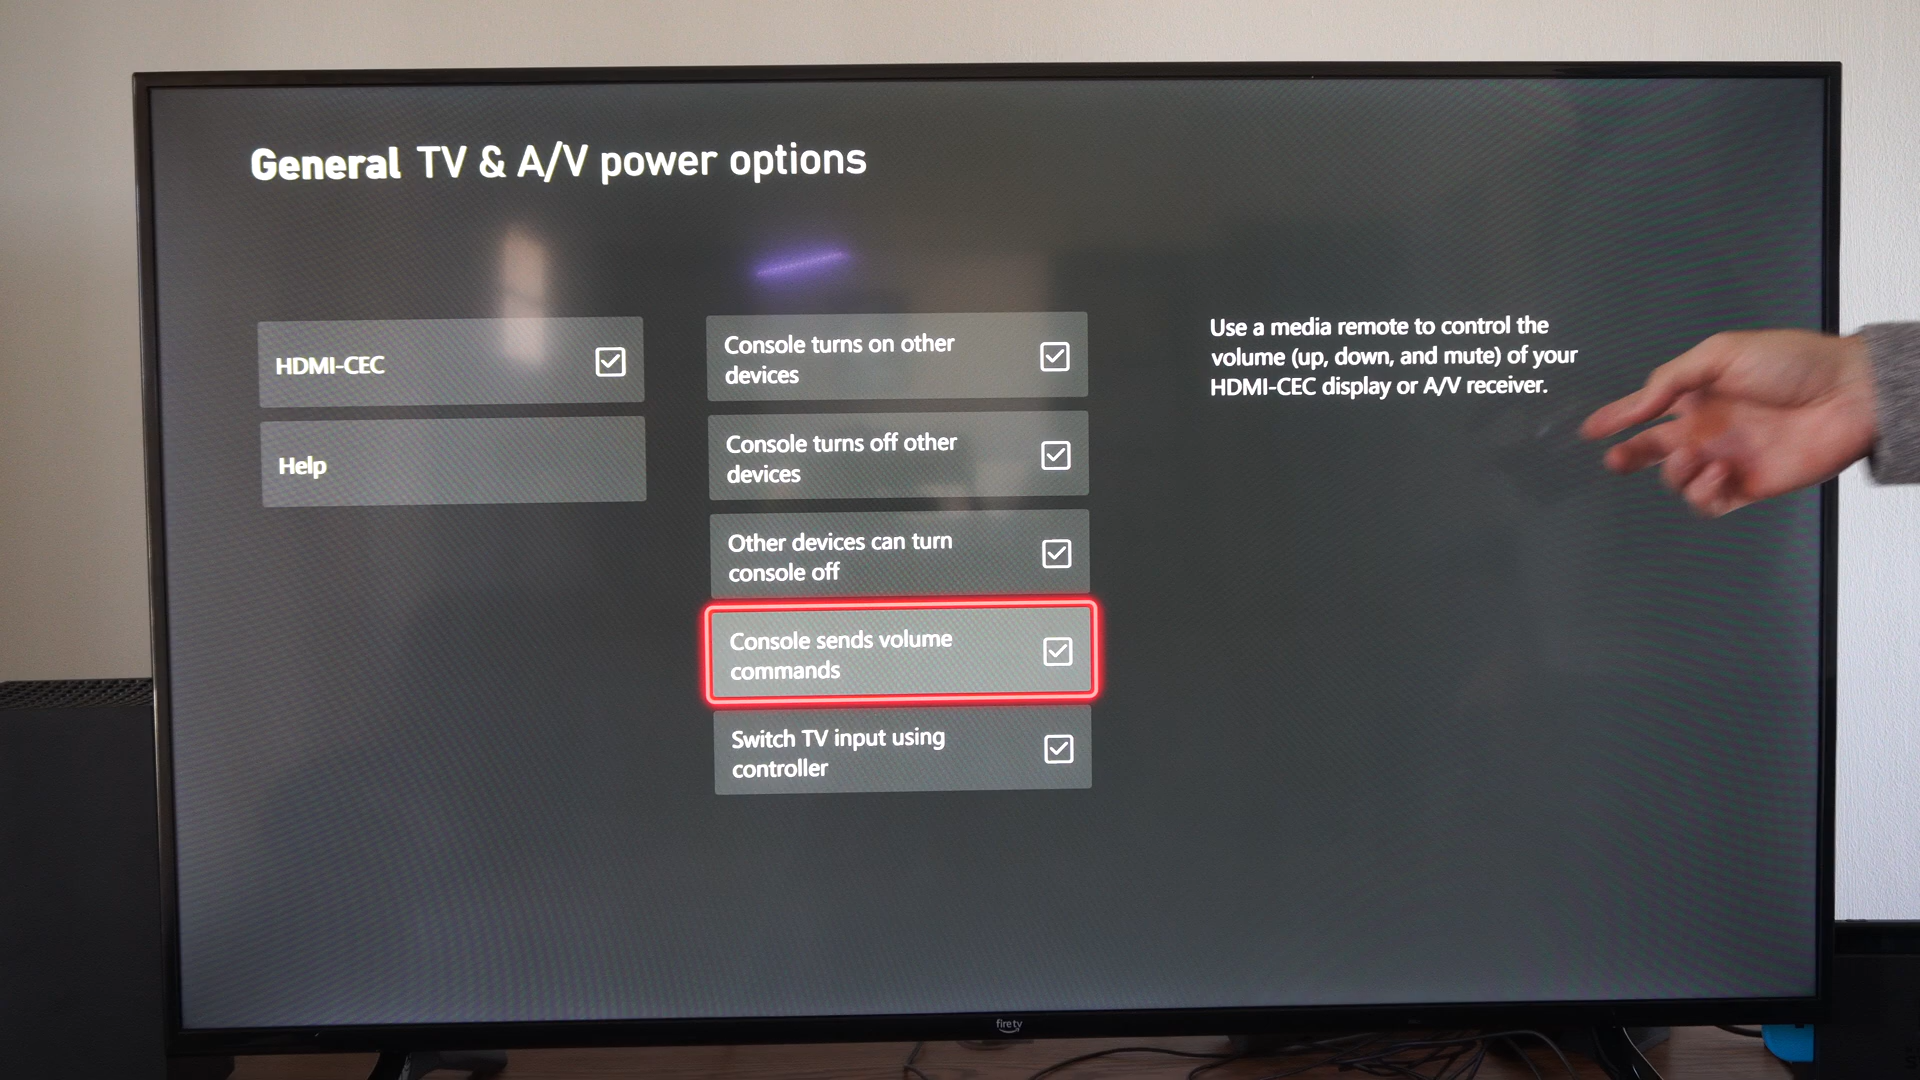 General TV & A/V power options
HDMI-CEC
Help
Console turns on other
devices
Console turns off other
devices
Other devices can turn
console off
Console sends volume
commands
Switch TV input using
controller
Use a media remote to control the
volume (up, down, and mute) of your
HDMI-CEC display or A/V receiver.
fire tv